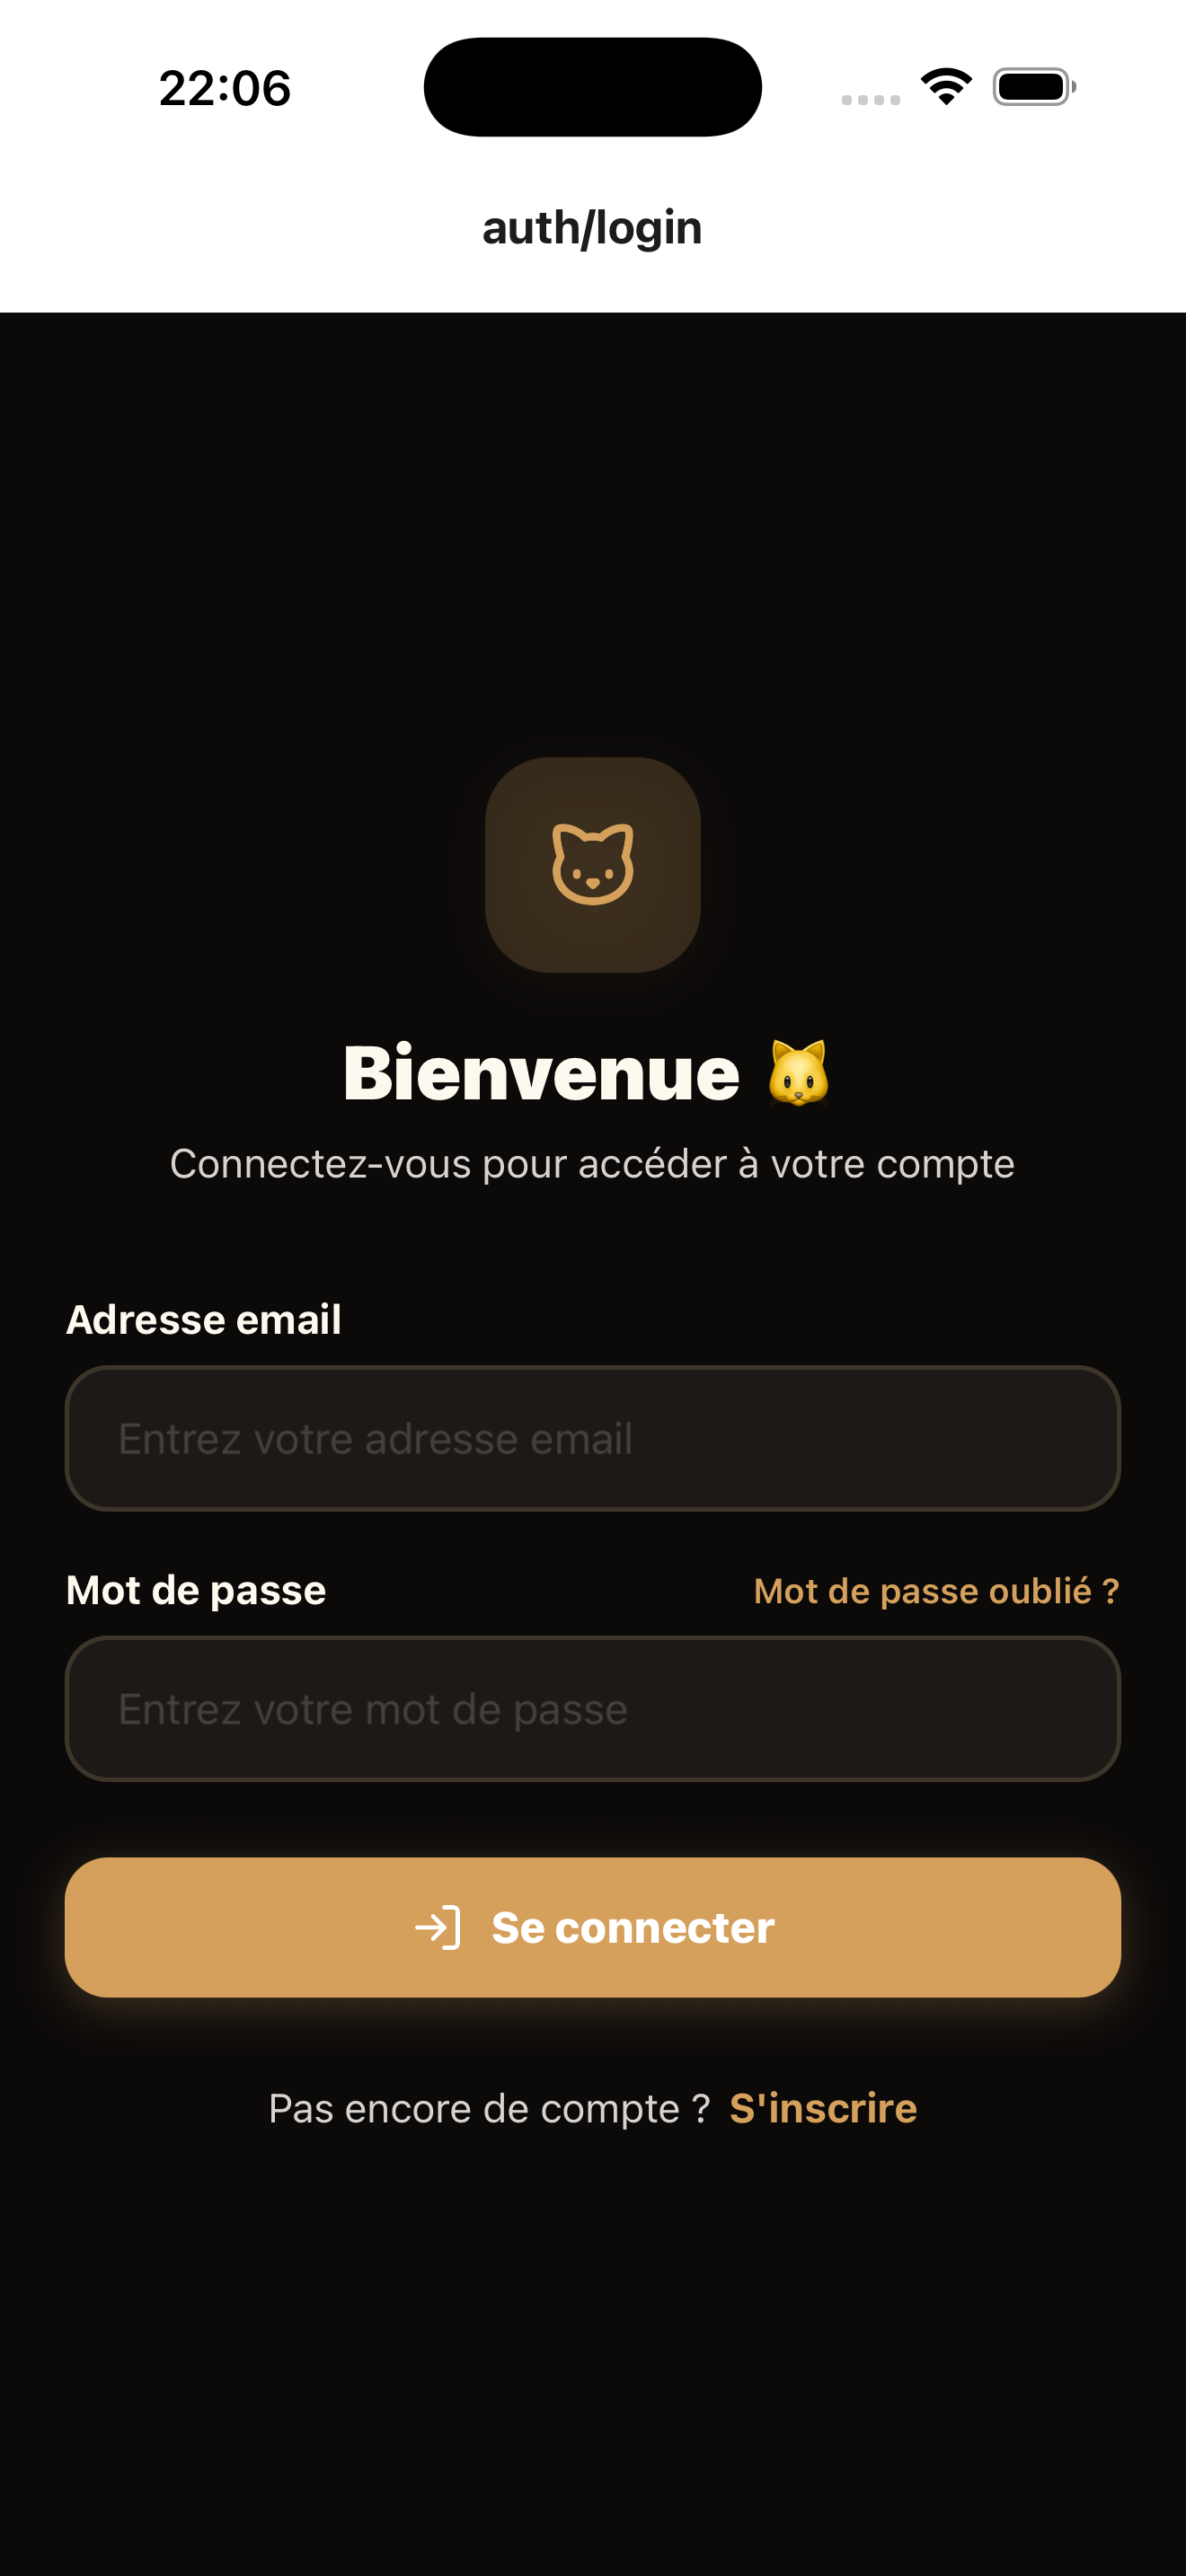 22:06
auth/login
Bienvenue 🐱
Connectez-vous pour accéder à votre compte
Adresse email
Entrez votre adresse email
Mot de passe Mot de passe oublié ?
Entrez votre mot de passe
Se connecter
Pas encore de compte ? S'inscrire